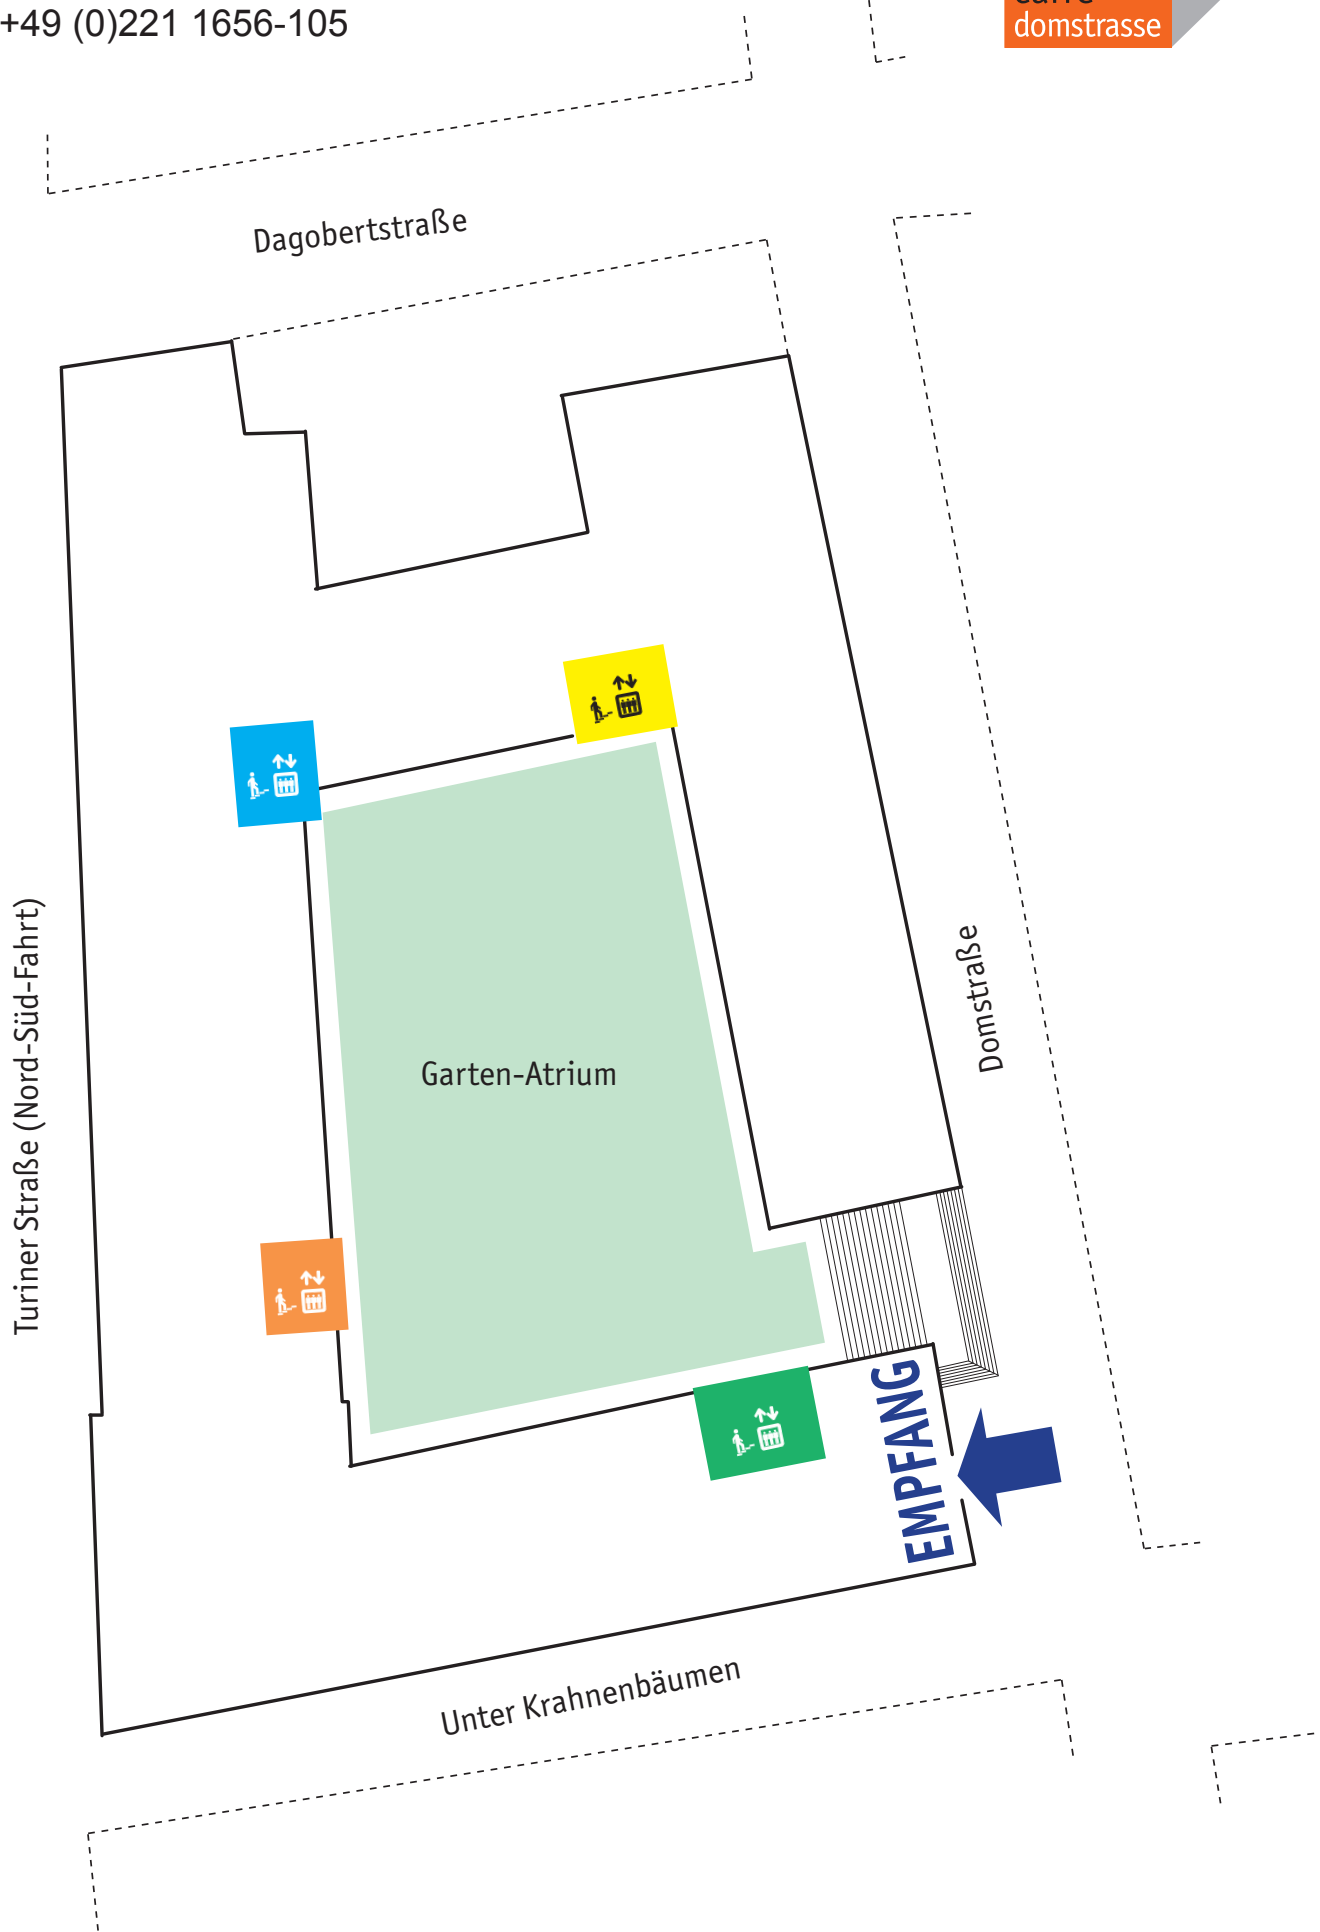 +49 (0)221 1656-105
domstrasse
Dagobertstraße
Turiner Straße (Nord-Süd-Fahrt)
Domstraße
Garten-Atrium
EMPFANG
Unter Krahnenbäumen